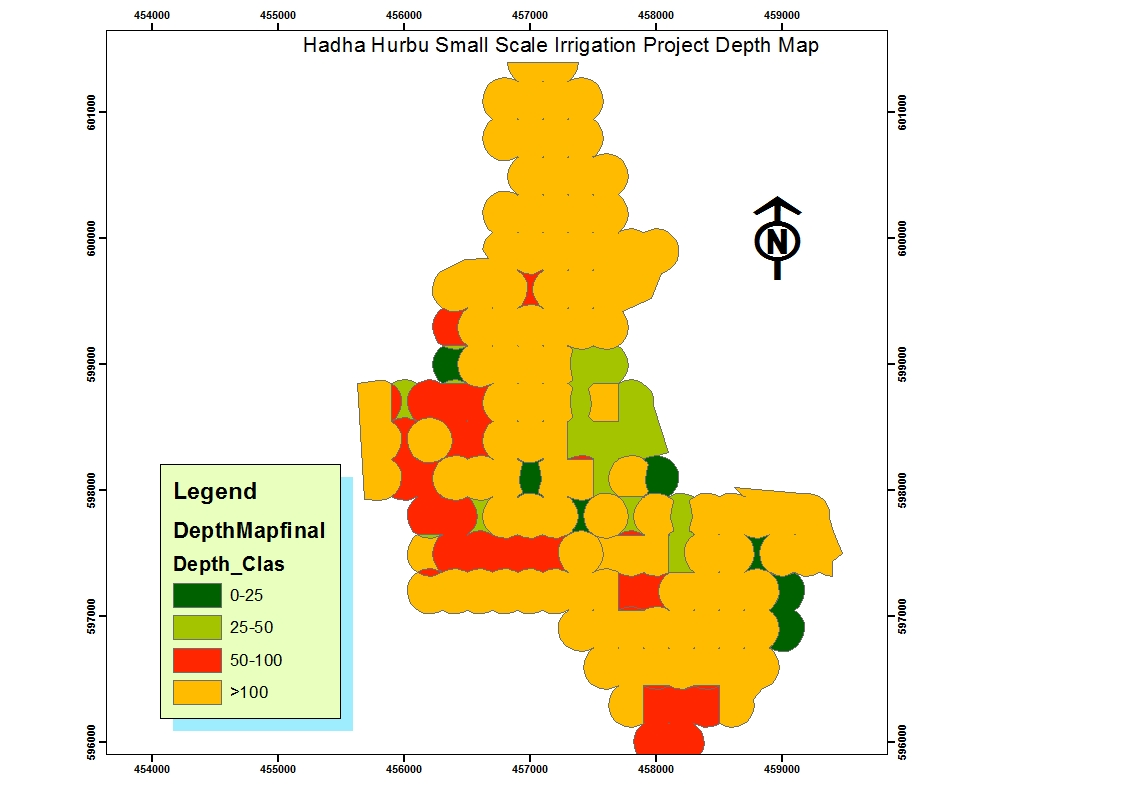 454000 455000 456000 457000 458000 459000
Hadha Hurbu Small Scale Irrigation Project Depth Map
601000 601000
N
600000 600000
599000 599000
598000 598000
Legend
DepthMapfinal
Depth_Clas
0-25
25-50
50-100
>100
597000 597000
596000 596000
454000 455000 456000 457000 458000 459000